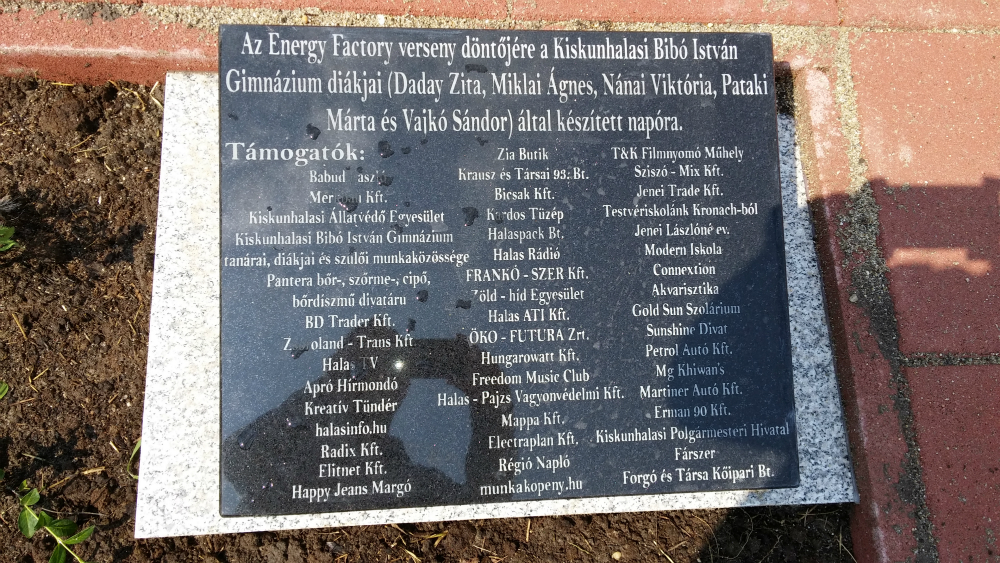 Az Energy Factory verseny döntőjére a Kiskunhalasi Bibó István
Gimnázium diákjai (Daday Zita, Miklai Ágnes, Nánai Viktória, Pataki
Márta és Vajkó Sándor) által készített napóra.
Támogatók:
Kft.
Kiskunhalasi Állatvédő Egyesület
Kiskunhalasi Bibó István Gimnázium
tanárai, diákjai és szülői munkaközössége
Pantera bőr-, szőrme-, cipő,
bőrdíszmű divatáru
BD Trader Kft.
- Trans Kft
Halas TV
Apró Hírmondó
Kreatív Tündér
halasinfo.hu
Radix Kft.
Elitnet Kft.
Happy Jeans Margó
Zia Butik
Krausz és Társai 93. Bt.
Bicsak Kft.
Kardos Tüzép
Halaspack Bt.
Halas Rádió
FRANKÓ - SZER Kft.
Zöld - híd Egyesület
Halas ATI Kft.
ÖKO - FUTURA Zrt.
Hungarowatt Kft.
Freedom Music Club
Halas - Pajzs Vagyonvédelmi Kft.
Mappa Kft.
Electraplan Kft.
Régió Napló
munkakopeny.hu
T&K Filmnyomó Műhely
Sziszó - Mix Kft.
Jenei Trade Kft.
Testvériskolánk Kronach-ból
Jenei Lászlóné ev.
Modern Iskola
Connextion
Akvarisztika
Gold Sun Szolárium
Sunshine Divat
Petrol Autó Kft.
Mg Khiwan's
Martiner Autó Kft.
Erman 90 Kft.
Kiskunhalasi Polgármesteri Hivatal
Fárszer
Forgó és Társa Kőipari Bt.